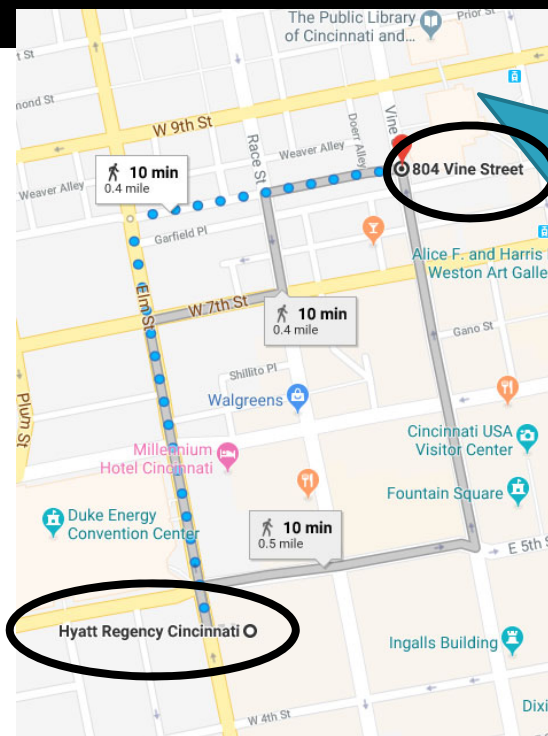 The Public Library
of Cincinnati and...
Prior St
t St
mond St
W 9th St
Doerr Alley
Vine
Race St
Weaver Alley
10 min
0.4 mile
804 Vine Street
Weaver Alley
Garfield Pl
Alice F. and Harris
Weston Art Galle
Elm St
W 7th St
10 min
0.4 mile
Gano St
Shillito Pl
Walgreens
Plum St
Cincinnati USA
Visitor Center
Millennium
Hotel Cincinnati
Fountain Square
Duke Energy
Convention Center
10 min
0.5 mile
E 5th S
Hyatt Regency Cincinnati
Ingalls Building
W 4th St
Dixi